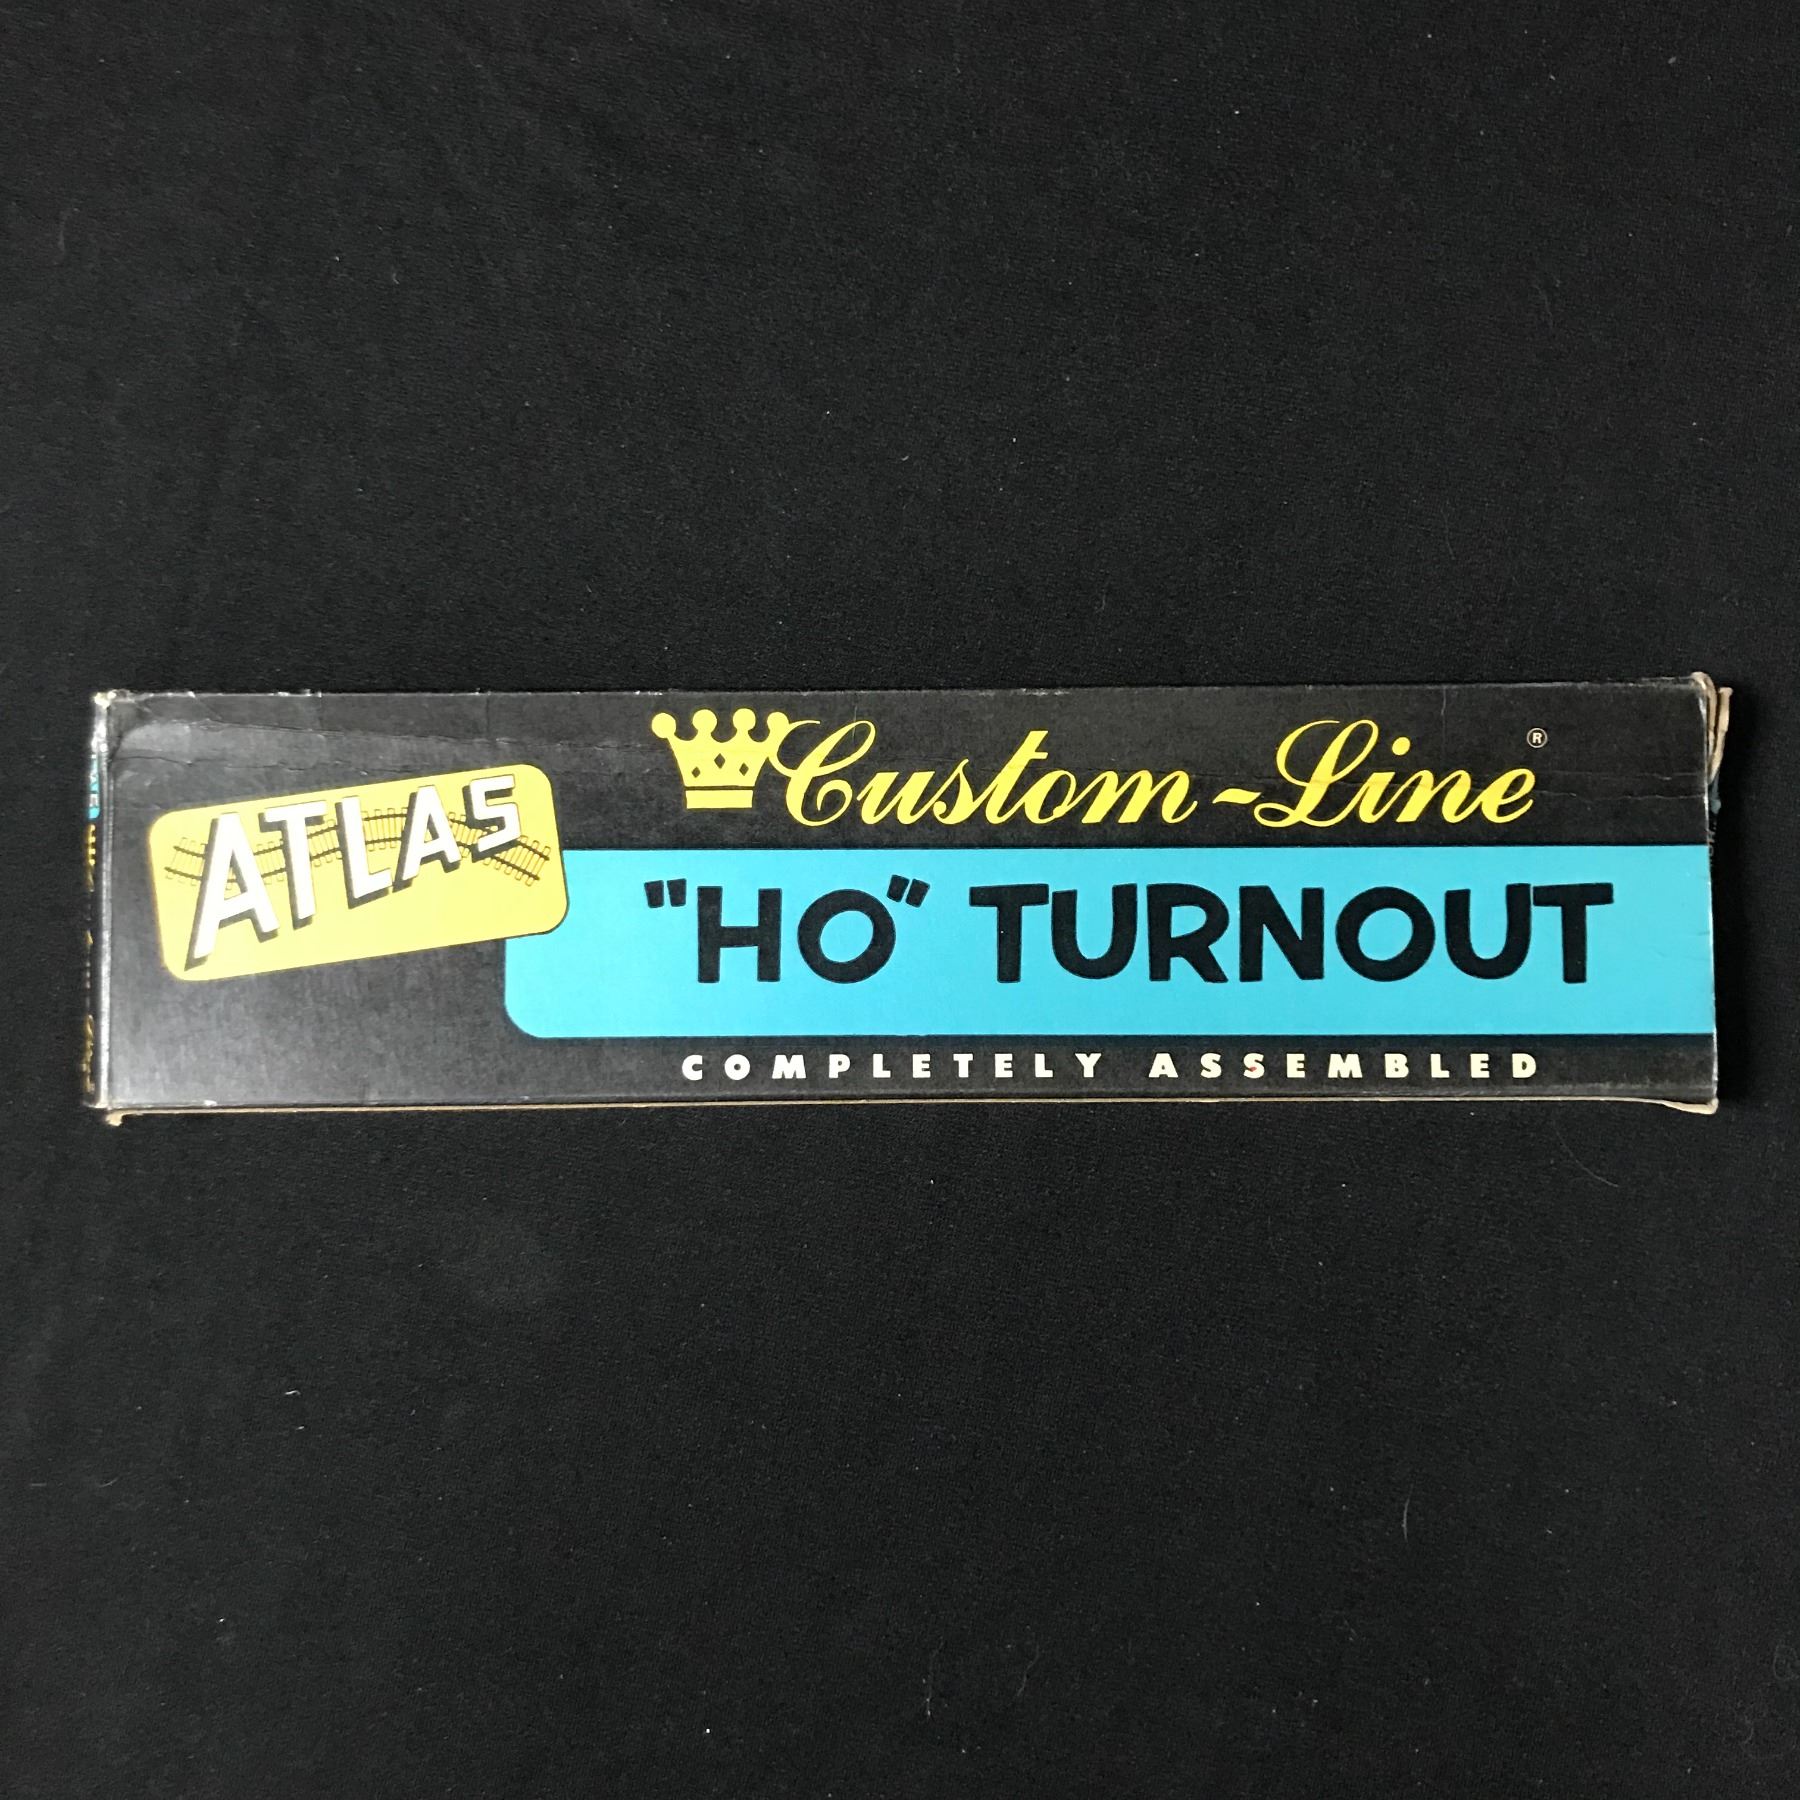 ATLAS
Custom-Line ®
"HO" TURNOUT
COMPLETELY ASSEMBLED